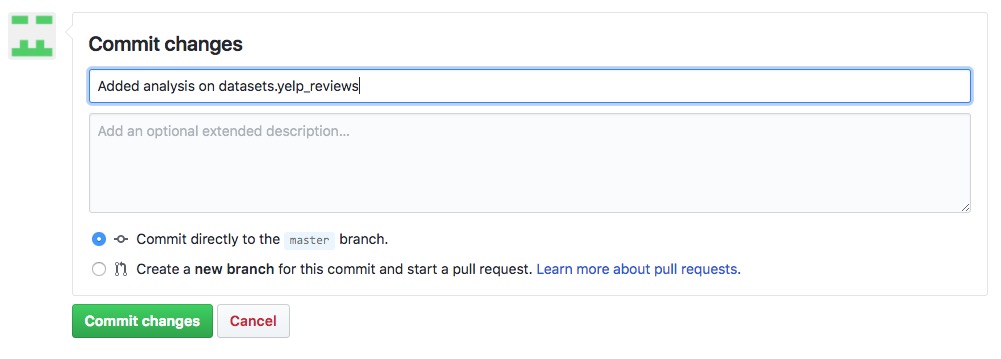 Commit changes
Added analysis on datasets.yelp_reviews
Add an optional extended description...
Commit directly to the master branch.
Create a new branch for this commit and start a pull request. Learn more about pull requests.
Commit changes Cancel